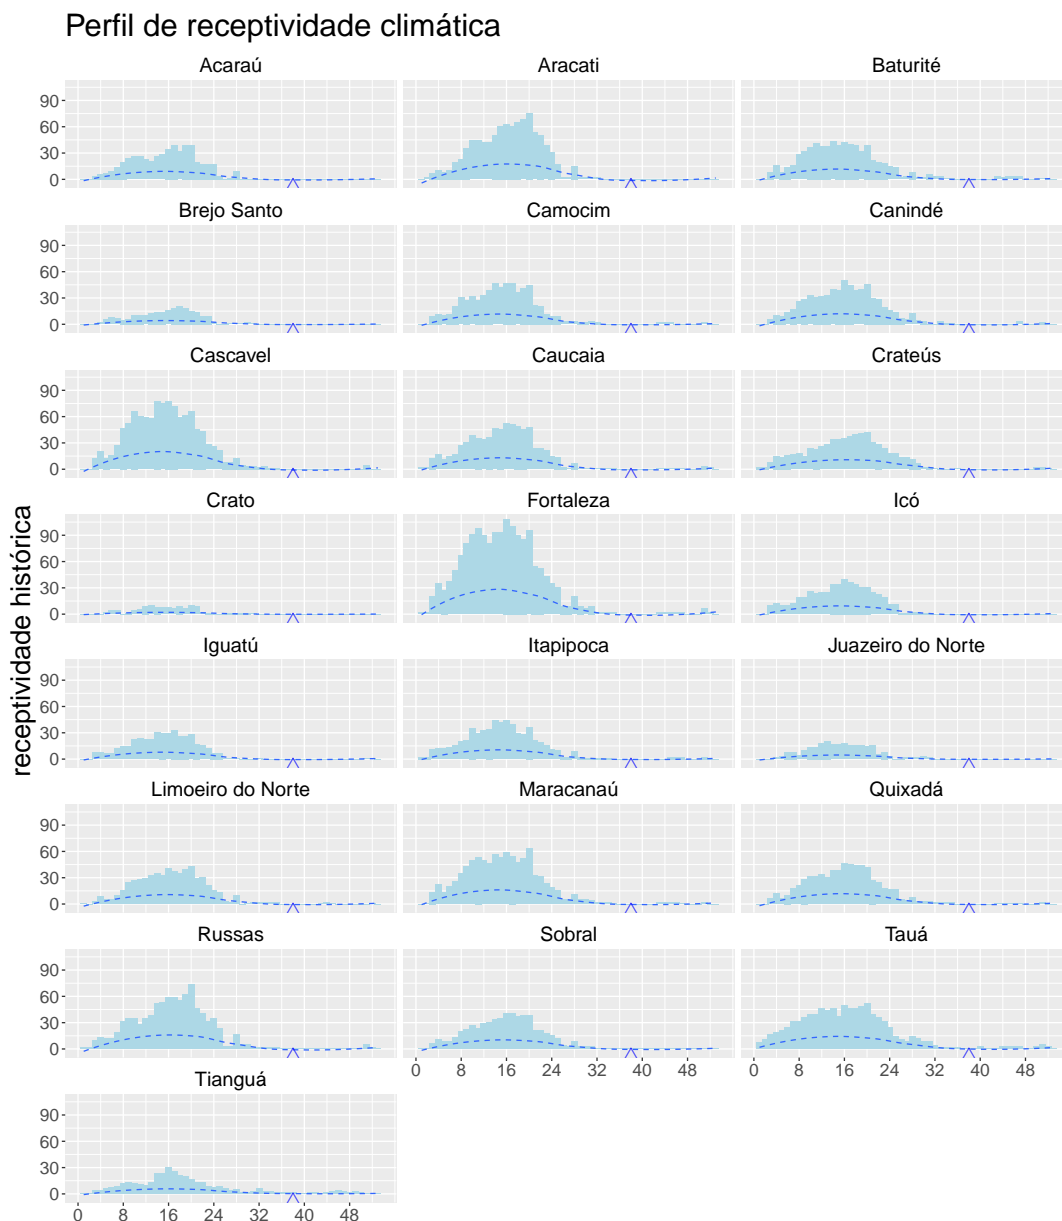 Perfil de receptividade climática
Acaraú Aracati Baturité
90
60
30
0
Brejo Santo Camocim Canindé
90
60
30
0
Cascavel Caucaia Crateús
90
60
30
0
Crato Fortaleza Icó
90
60
30
0
receptividade histórica
Iguatú Itapipoca Juazeiro do Norte
90
60
30
0
Limoeiro do Norte Maracanaú Quixadá
90
60
30
0
Russas Sobral Tauá
90
60
30
0
0 8 16 24 32 40 48 0 8 16 24 32 40 48
Tianguá
90
60
30
0
0 8 16 24 32 40 48